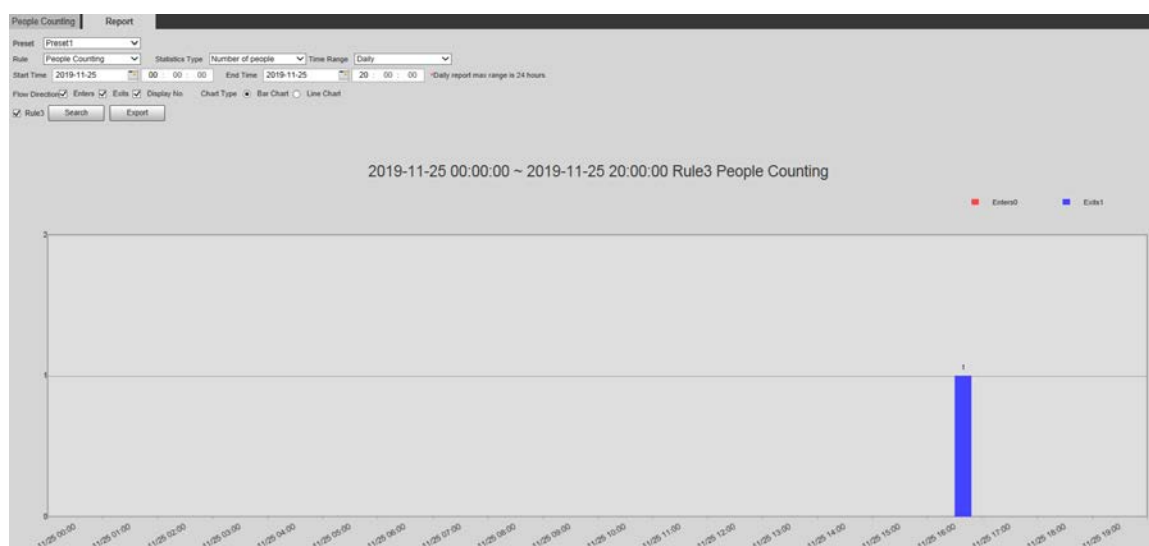 People Counting Report
Preset Preset1
Rule People Counting Statistics Type Number of people Time Range Daily
Start Time 2019-11-25 00 : 00 : 00 End Time 2019-11-25 20 : 00 : 00 *Daily report max range is 24 hours
Flow Direction Enters Exits Display No. Chart Type Bar Chart Line Chart
Rule3 Search Export
2019-11-25 00:00:00 ~ 2019-11-25 20:00:00 Rule3 People Counting
Enters0 Exits1
2
1
1
0
11/25 00:00 11/25 01:00 11/25 02:00 11/25 03:00 11/25 04:00 11/25 05:00 11/25 06:00 11/25 07:00 11/25 08:00 11/25 09:00 11/25 10:00 11/25 11:00 11/25 12:00 11/25 13:00 11/25 14:00 11/25 15:00 11/25 16:00 11/25 17:00 11/25 18:00 11/25 19:00